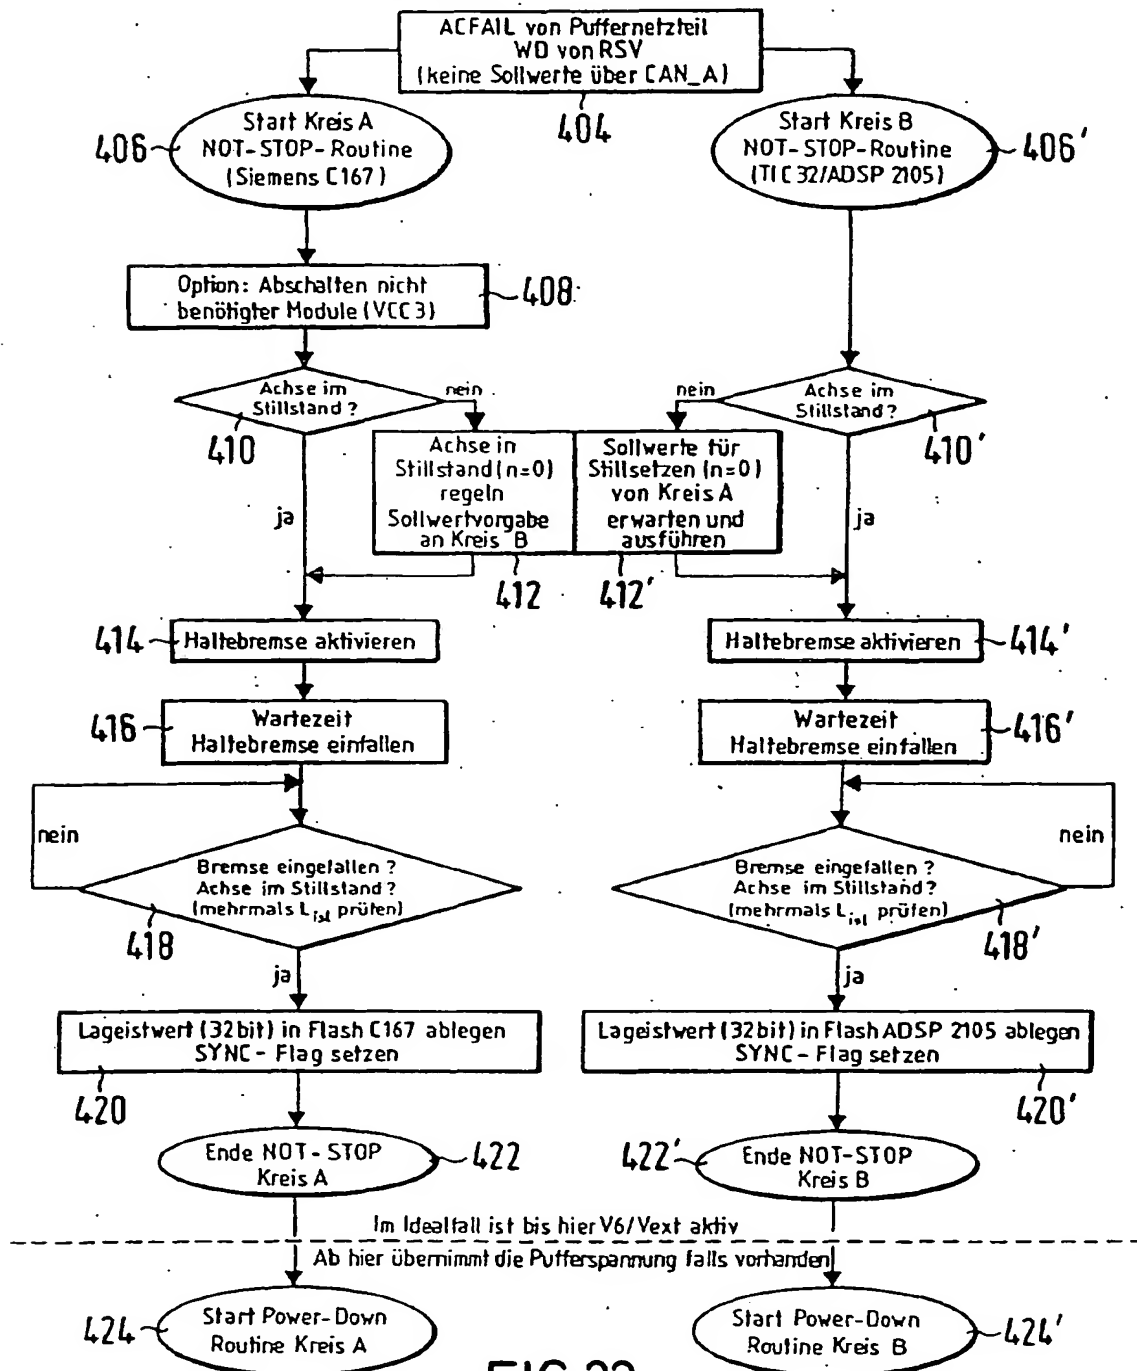 ACFAIL von Puffernetzteil
WD von RSV
(keine Sollwerte über CAN_A)
404
Start Kreis A
NOT-STOP-Routine
(Siemens C167)
406
Start Kreis B
NOT-STOP-Routine
(TI C32/ADSP 2105)
406'
Option: Abschalten nicht
benötigter Module (VCC3)
408
Achse im
Stillstand?
nein
410
ja
nein
Achse im
Stillstand?
410'
ja
Achse in
Stillstand (n=0)
regeln
Sollwertvorgabe
an Kreis B
412
Sollwerte für
Stillsetzen (n=0)
von Kreis A
erwarten und
ausführen
412'
414
Haltebremse aktivieren
Haltebremse aktivieren
414'
416
Wartezeit
Haltebremse einfallen
Wartezeit
Haltebremse einfallen
416'
nein
Bremse eingefallen?
Achse im Stillstand?
(mehrmals List prüfen)
418
ja
nein
Bremse eingefallen?
Achse im Stillstand?
(mehrmals List prüfen)
418'
ja
Lageistwert (32bit) in Flash C167 ablegen
SYNC-Flag setzen
420
Lageistwert (32bit) in Flash ADSP 2105 ablegen
SYNC-Flag setzen
420'
Ende NOT-STOP
Kreis A
422
422'
Ende NOT-STOP
Kreis B
Im Idealfall ist bis hier V6/Vext aktiv
Ab hier übernimmt die Pufferspannung falls vorhanden
424
Start Power-Down
Routine Kreis A
Start Power-Down
Routine Kreis B
424'